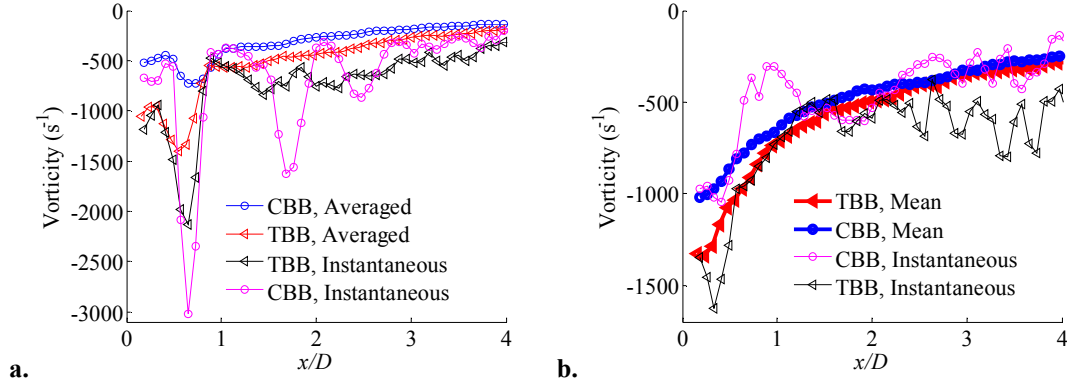 0
-500
-1000
-1500
-2000
-2500
-3000
Vorticity (s-1)
CBB, Averaged
TBB, Averaged
TBB, Instantaneous
CBB, Instantaneous
0 1 2 3 4
x/D
a.
0
-500
-1000
-1500
Vorticity (s-1)
TBB, Mean
CBB, Mean
CBB, Instantaneous
TBB, Instantaneous
0 1 2 3 4
x/D
b.